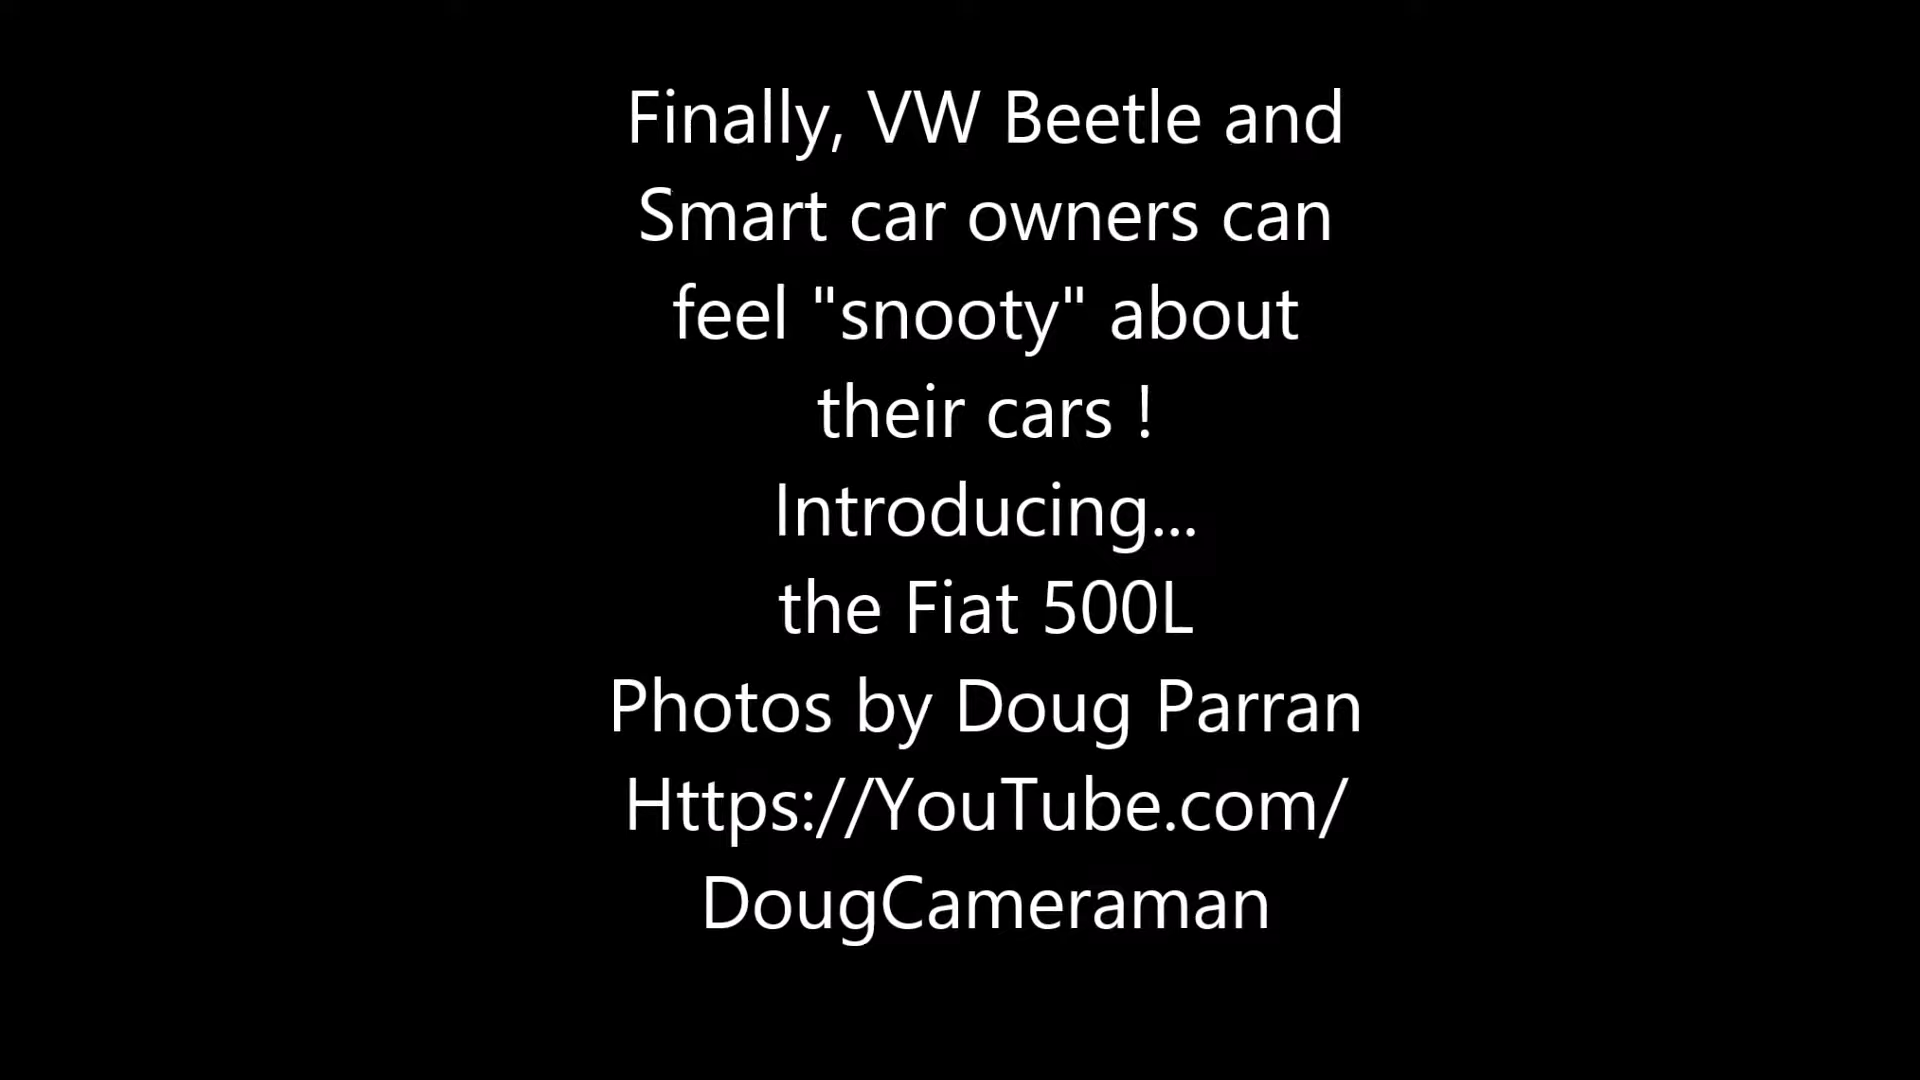 Finally, VW Beetle and
Smart car owners can
feel "snooty" about
their cars !
Introducing...
the Fiat 500L
Photos by Doug Parran
Https://YouTube.com/
DougCameraman